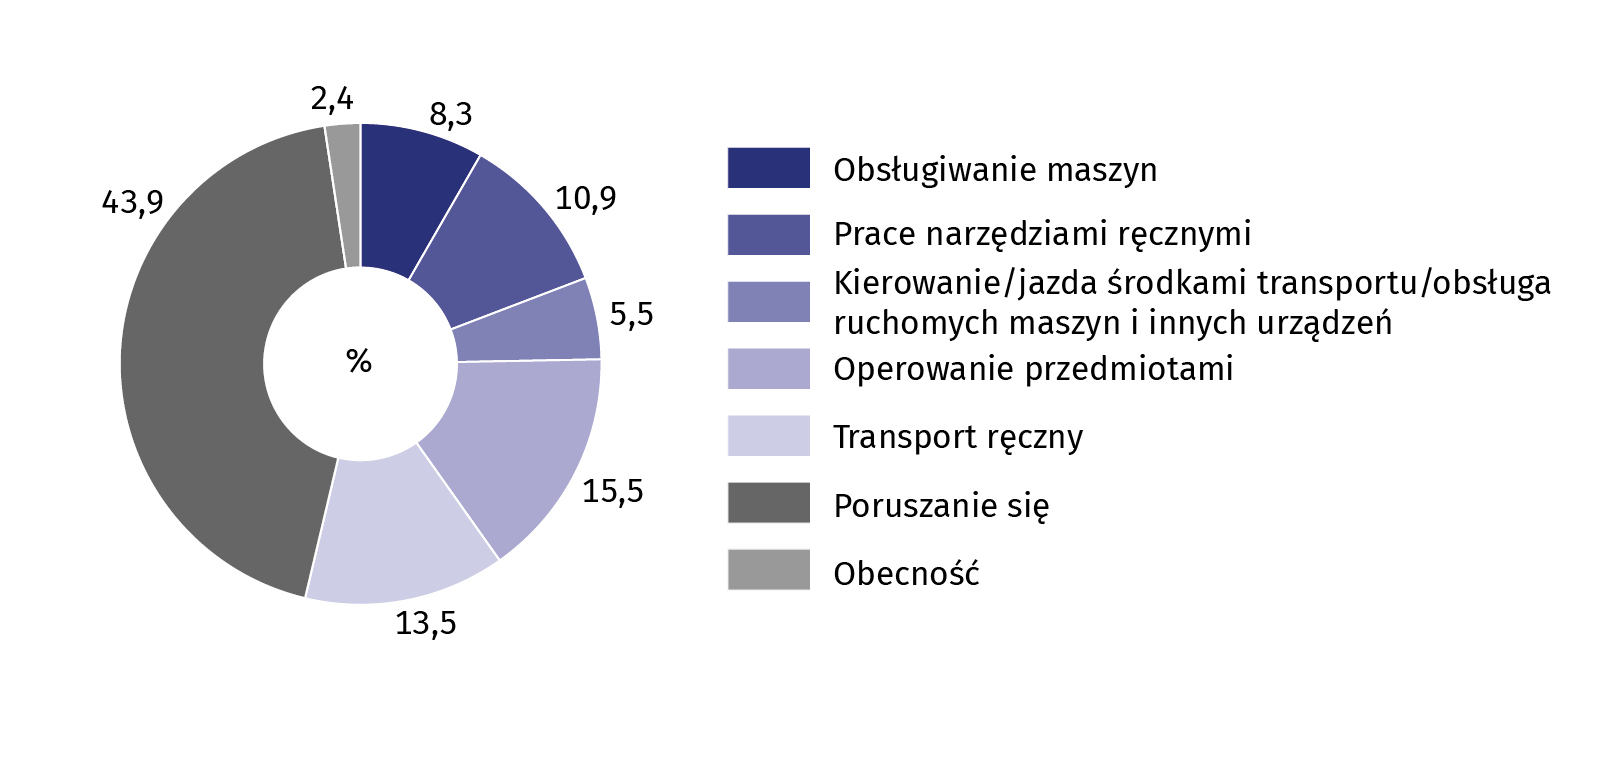 2,4
8,3
43,9
10,9
5,5
%
15,5
13,5
Obsługiwanie maszyn
Prace narzędziami ręcznymi
Kierowanie/jazda środkami transportu/obsługa
ruchomych maszyn i innych urządzeń
Operowanie przedmiotami
Transport ręczny
Poruszanie się
Obecność